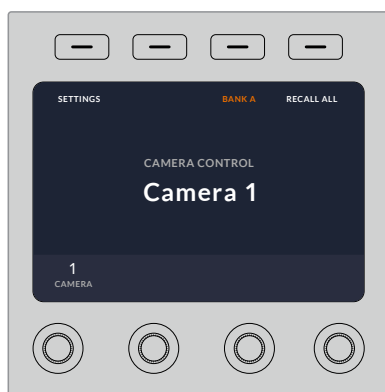 SETTINGS BANK A RECALL ALL
CAMERA CONTROL
Camera 1
1
CAMERA